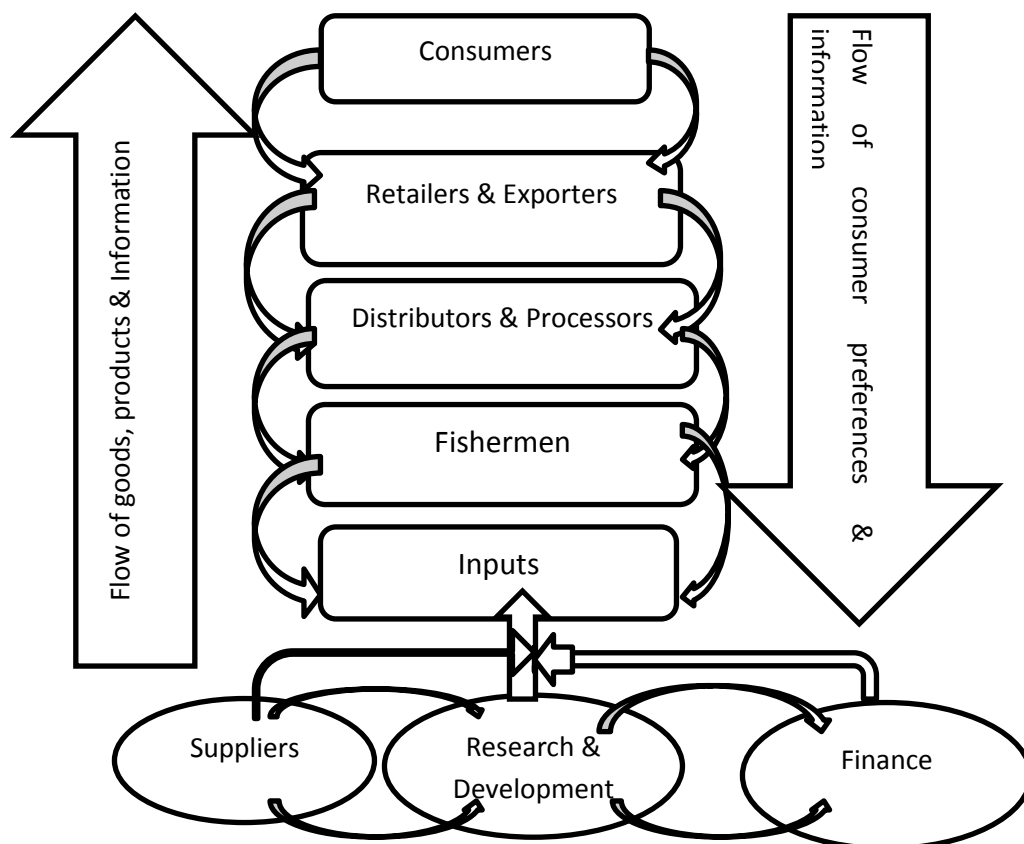 Consumers
Flow of consumer preferences &
information
Retailers & Exporters
Flow of goods, products & Information
Distributors & Processors
Fishermen
Inputs
Suppliers
Research &
Development
Finance